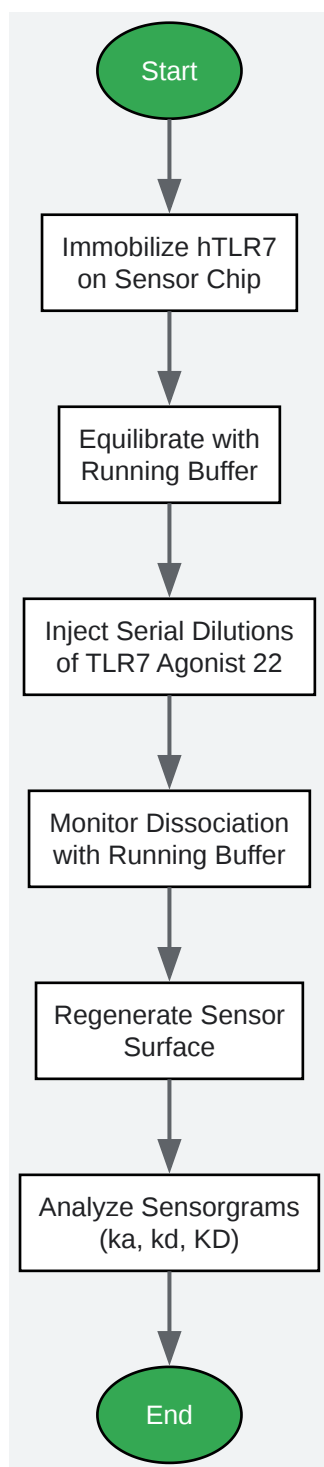 Start
Immobilize hTLR7
on Sensor Chip
Equilibrate with
Running Buffer
Inject Serial Dilutions
of TLR7 Agonist 22
Monitor Dissociation
with Running Buffer
Regenerate Sensor
Surface
Analyze Sensorgrams
(ka, kd, KD)
End